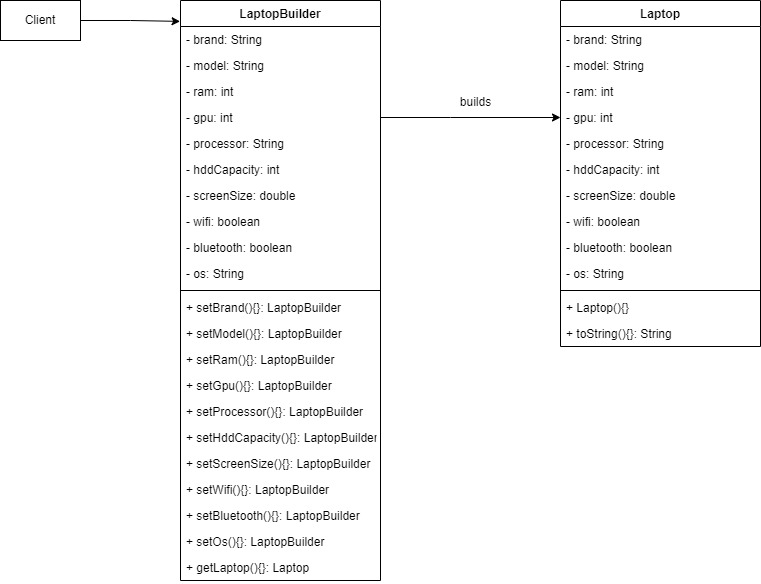 Client
LaptopBuilder
- brand: String
- model: String
- ram: int
- gpu: int
- processor: String
- hddCapacity: int
- screenSize: double
- wifi: boolean
- bluetooth: boolean
- os: String
+ setBrand(){}: LaptopBuilder
+ setModel(){}: LaptopBuilder
+ setRam(){}: LaptopBuilder
+ setGpu(){}: LaptopBuilder
+ setProcessor(){}: LaptopBuilder
+ setHddCapacity(){}: LaptopBuilder
+ setScreenSize(){}: LaptopBuilder
+ setWifi(){}: LaptopBuilder
+ setBluetooth(){}: LaptopBuilder
+ setOs(){}: LaptopBuilder
+ getLaptop(){}: Laptop
builds
Laptop
- brand: String
- model: String
- ram: int
- gpu: int
- processor: String
- hddCapacity: int
- screenSize: double
- wifi: boolean
- bluetooth: boolean
- os: String
+ Laptop(){}
+ toString(){}: String